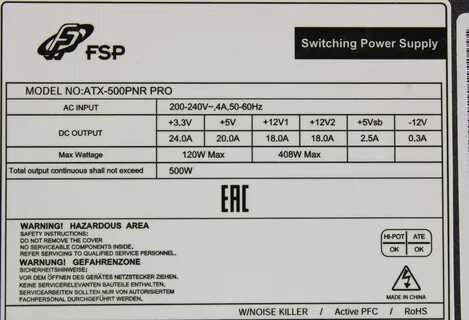 FSP
Switching Power Supply
MODEL NO:ATX-500PNR PRO
AC INPUT 200-240V~,4A,50-60Hz
DC OUTPUT +3.3V +5V +12V1 +12V2 +5Vsb -12V
24.0A 20.0A 18.0A 18.0A 2.5A 0.3A
Max Wattage 120W Max 408W Max
Total output continuous shall not exceed 500W
EAC
WARNING! HAZARDOUS AREA
SAFETY INSTRUCTIONS:
DO NOT REMOVE THE COVER
NO SERVICEABLE COMPONENTS INSIDE.
REFER SERVICING TO QUALIFIED SERVICE PERSONNEL.
WARNUNG! GEFAHRENZONE
SICHERHEITSHINWEISE:
VOR DEM ÖFFNEN DES GERÄTES NETZSTECKER ZIEHEN.
KEINE SERVICERELEVANTEN BAUTEILE ENTHALTEN.
SERVICEARBEITEN SOLLTEN NUR VON AUTORISIERTEM
FACHPERSONAL DURCHGEFÜHRT WERDEN.
HI-POT ATE
OK OK
MADE IN CHINA
W/NOISE KILLER / Active PFC / RoHS